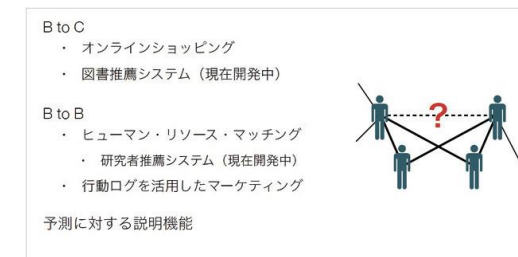 B to C
・ オンラインショッピング
・ 図書推薦システム（現在開発中）
B to B
・ ヒューマン・リソース・マッチング
・ 研究者推薦システム（現在開発中）
・ 行動ログを活用したマーケティング
予測に対する説明機能
?